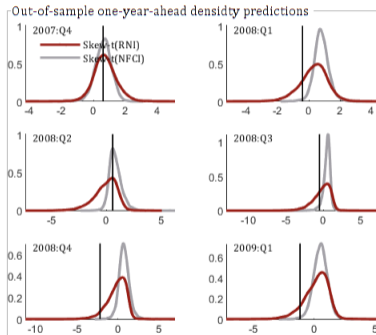 Out-of-sample one-year-ahead densidty predictions
1 2007:Q4
Skew-t(RNI)
Skew-t(NFCI)
0.5
0
-4 -2 0 2 4
1 2008:Q1
0.5
0
-4 -2 0 2 4
1 2008:Q2
0.5
0
-5 0 5
1 2008:Q3
0.5
0
-10 -5 0 5
0.6 2008:Q4
0.4
0.2
0
-10 -5 0 5
0.6 2009:Q1
0.4
0.2
0
-5 0 5